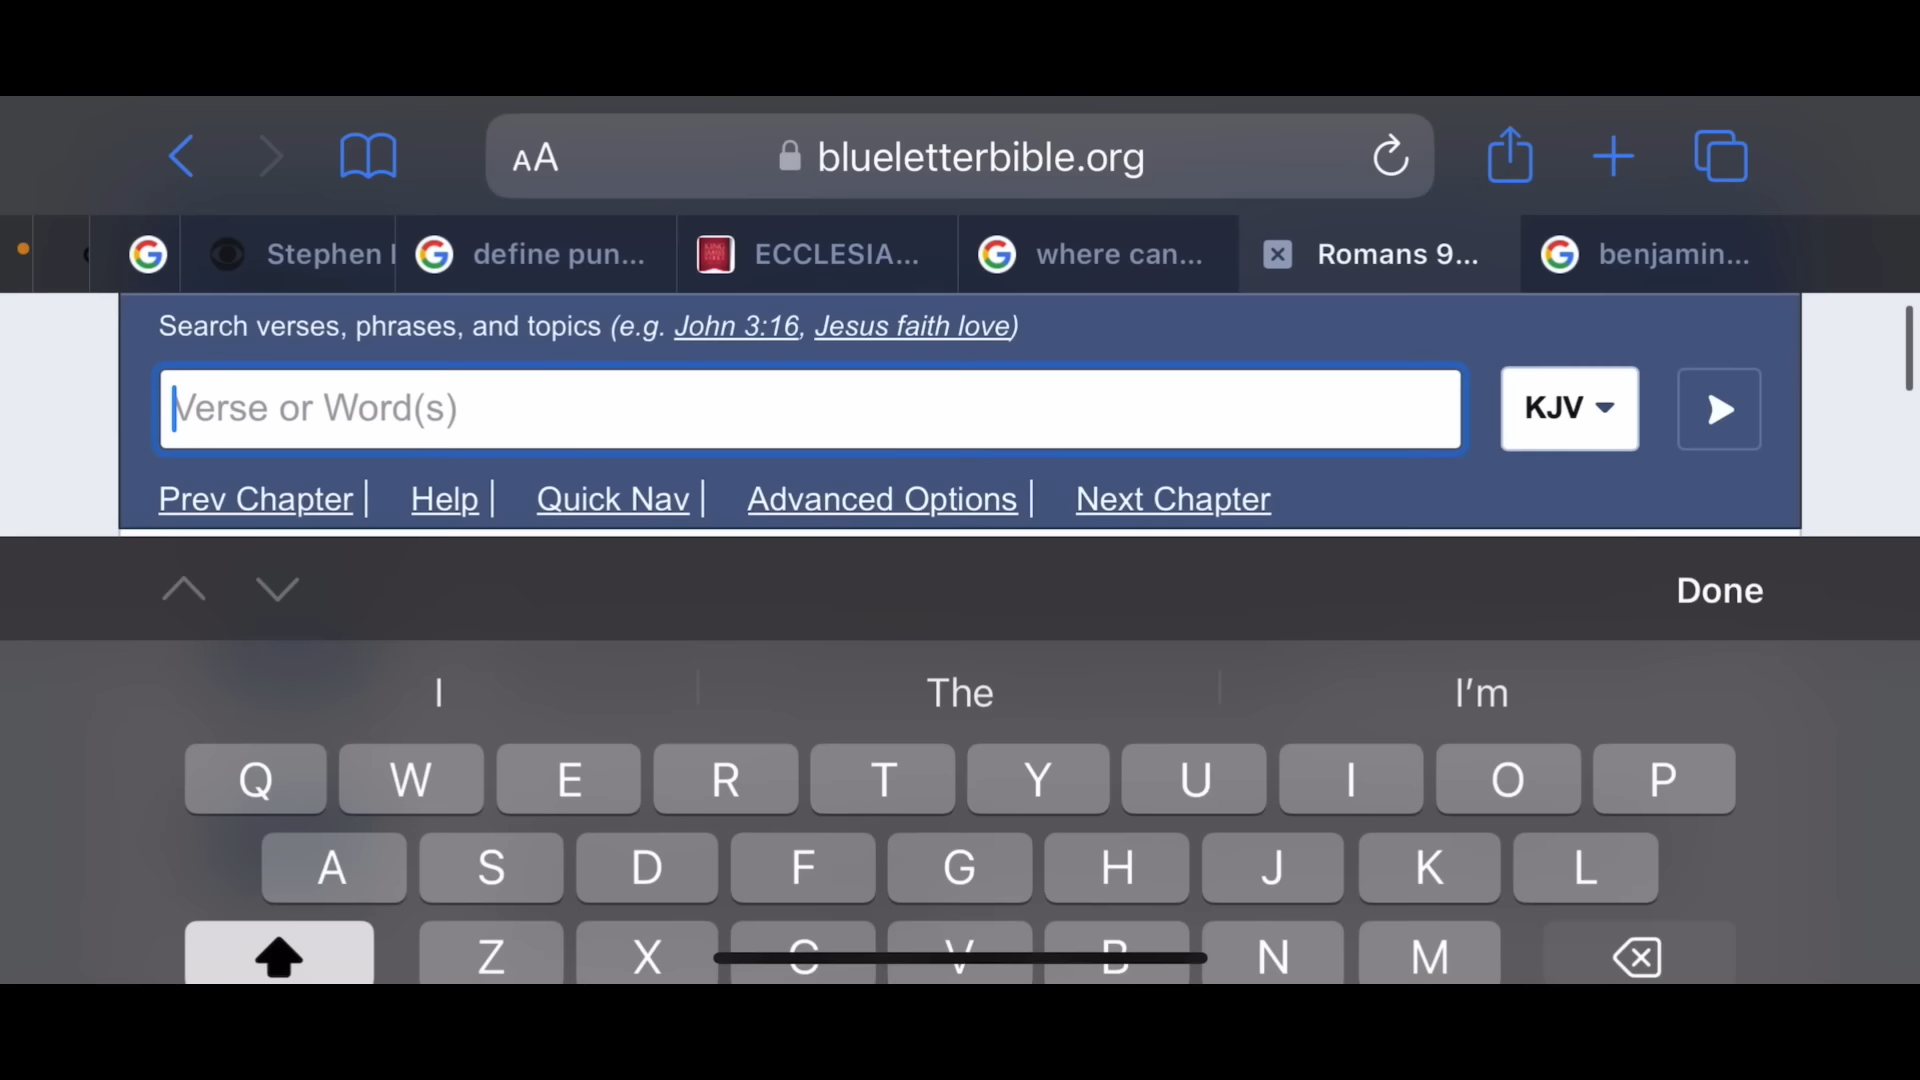 AA blueletterbible.org
Stephen define pun... ECCLESIA... where can... Romans 9... benjamin...
Search verses, phrases, and topics (e.g. John 3:16, Jesus faith love)
Verse or Word(s) KJV
Prev Chapter | Help | Quick Nav | Advanced Options | Next Chapter
Done
I The I'm
Q W E R T Y U I O P
A S D F G H J K L
Z X C V B N M